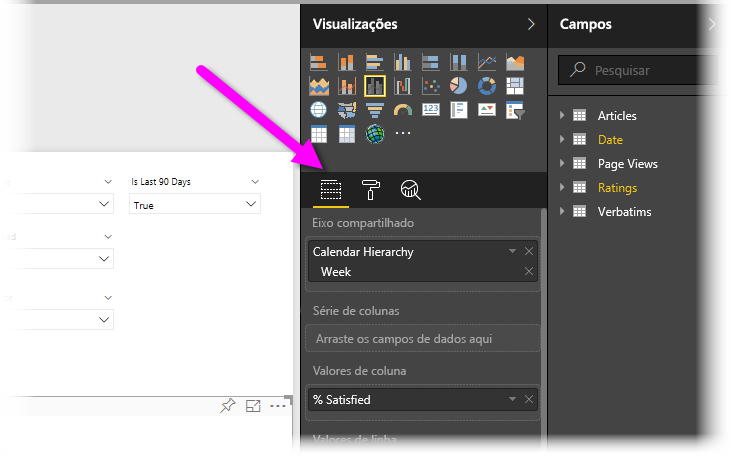 Visualizações
Campos
Pesquisar
123
Articles
Date
Page Views
Ratings
Verbatims
Is Last 90 Days
True
Eixo compartilhado
Calendar Hierarchy
Week
Série de colunas
Arraste os campos de dados aqui
Valores de coluna
% Satisfied
Valores de linha